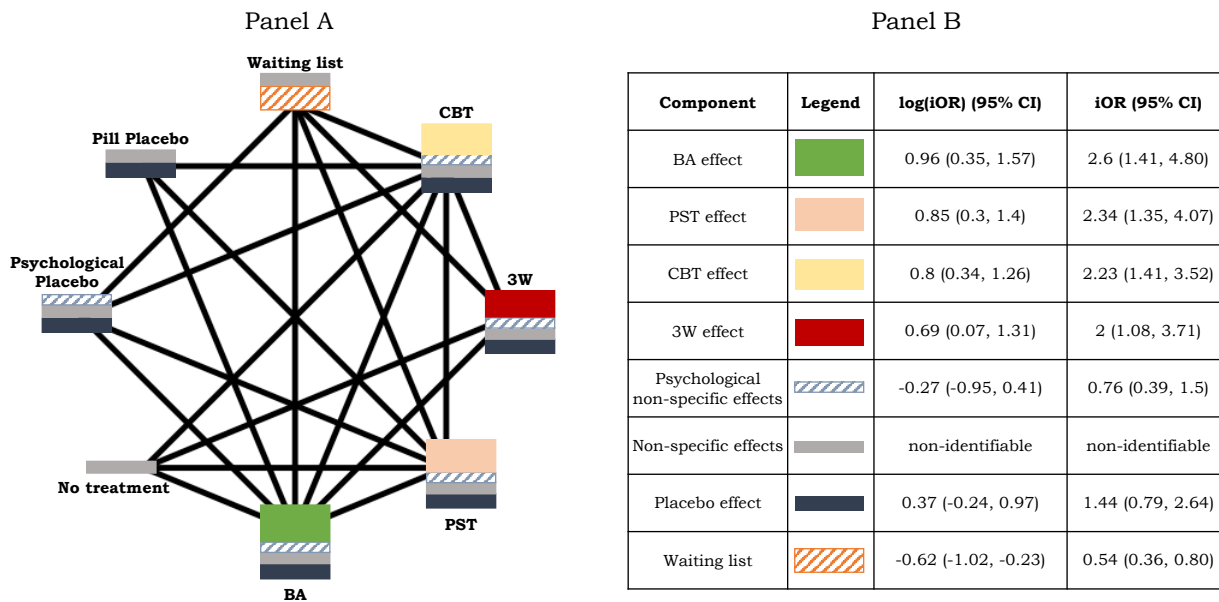 Panel A
Waiting list
CBT
Pill Placebo
Psychological
Placebo
3W
No treatment
PST
BA
Panel B
Component Legend log(iOR) (95% CI) iOR (95% CI)
BA effect 0.96 (0.35, 1.57) 2.6 (1.41, 4.80)
PST effect 0.85 (0.3, 1.4) 2.34 (1.35, 4.07)
CBT effect 0.8 (0.34, 1.26) 2.23 (1.41, 3.52)
3W effect 0.69 (0.07, 1.31) 2 (1.08, 3.71)
Psychological
non-specific effects -0.27 (-0.95, 0.41) 0.76 (0.39, 1.5)
Non-specific effects non-identifiable non-identifiable
Placebo effect 0.37 (-0.24, 0.97) 1.44 (0.79, 2.64)
Waiting list -0.62 (-1.02, -0.23) 0.54 (0.36, 0.80)